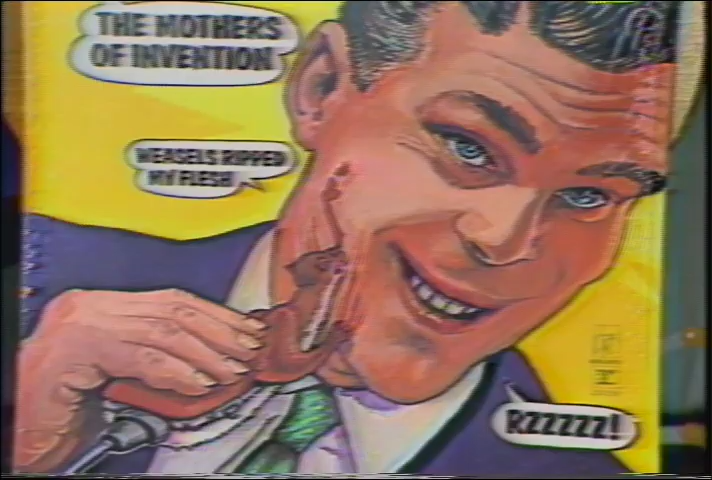 THE MOTHERS
OF INVENTION
WEASELS RIPPED
MY FLESH
RZZZZZ!